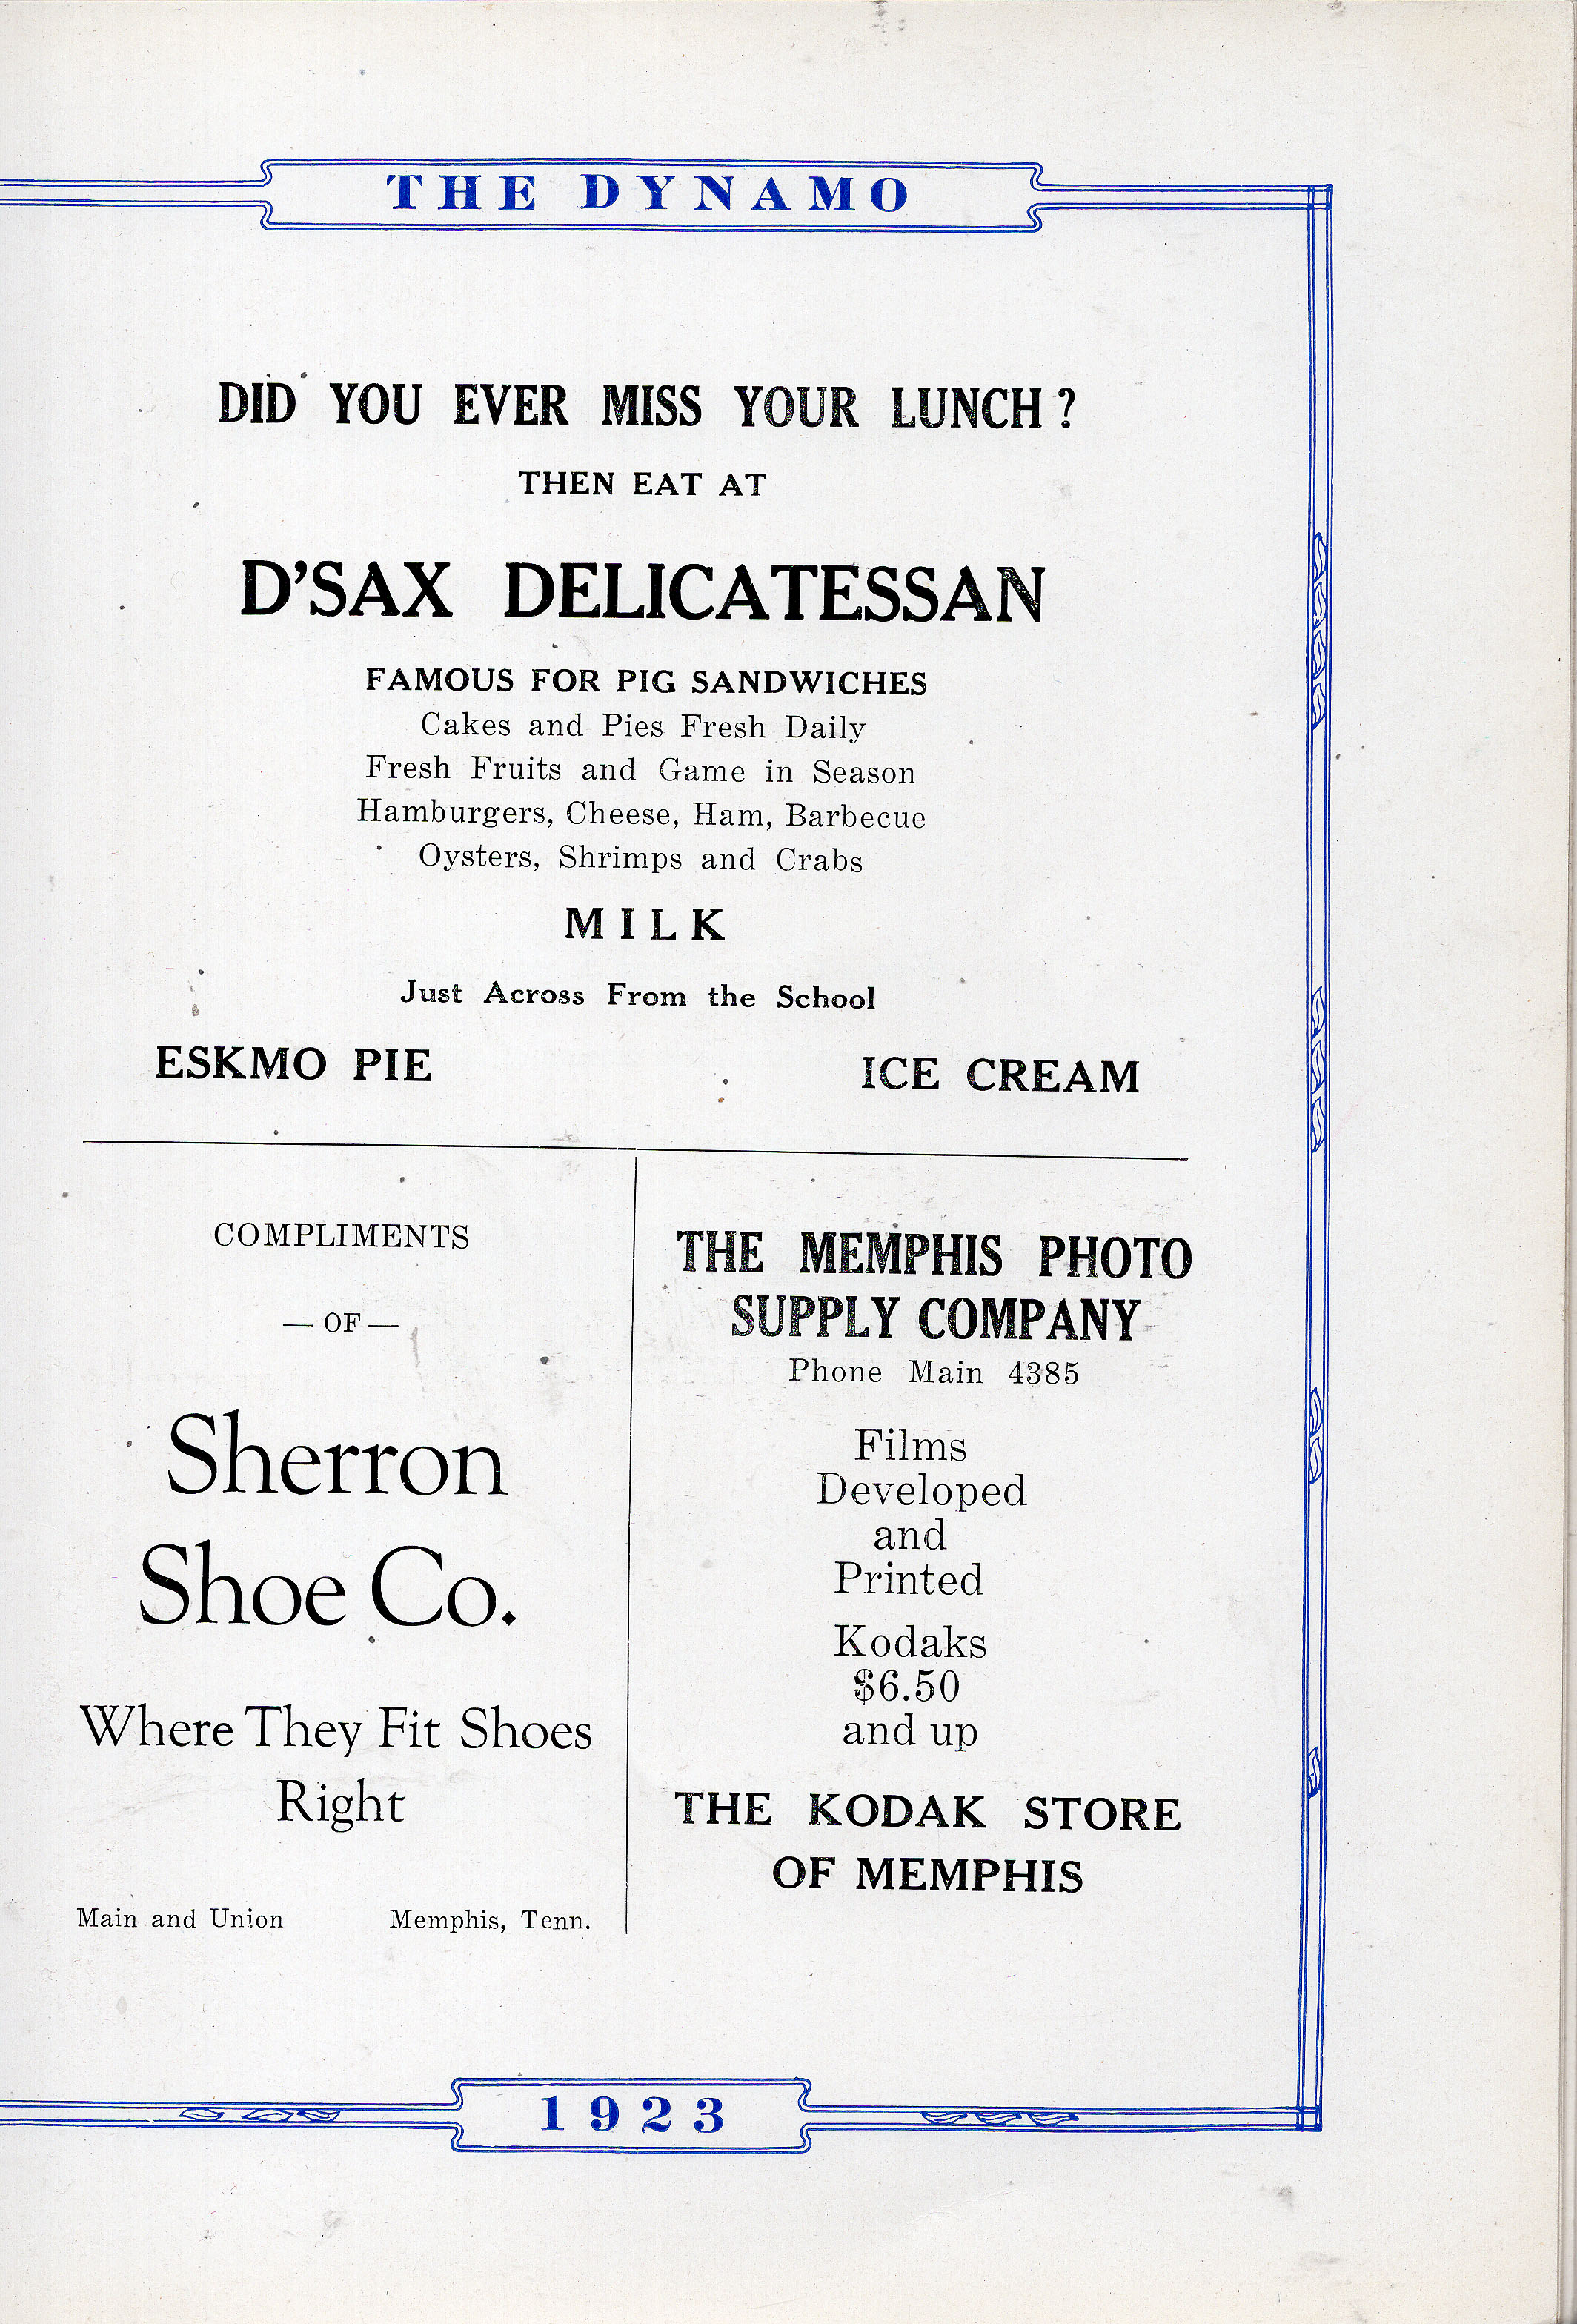 THE DYNAMO
DID YOU EVER MISS YOUR LUNCH?
THEN EAT AT
D'SAX DELICATESSAN
FAMOUS FOR PIG SANDWICHES
Cakes and Pies Fresh Daily
Fresh Fruits and Game in Season
Hamburgers, Cheese, Ham, Barbecue
Oysters, Shrimps and Crabs
MILK
Just Across From the School
ESKMO PIE
ICE CREAM
COMPLIMENTS
— OF —
Sherron
Shoe Co.
Where They Fit Shoes
Right
Main and Union
Memphis, Tenn.
THE MEMPHIS PHOTO
SUPPLY COMPANY
Phone Main 4385
Films
Developed
and
Printed
Kodaks
$6.50
and up
THE KODAK STORE
OF MEMPHIS
1923